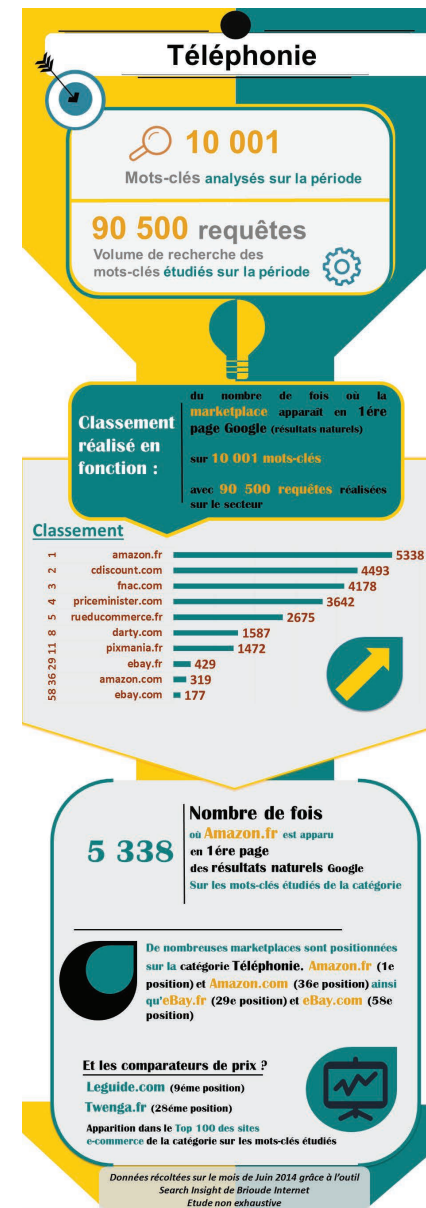 Téléphonie
10 001
Mots-clés analysés sur la période
90 500 requêtes
Volume de recherche des
mots-clés étudiés sur la période
Classement
réalisé en
fonction :
du nombre de fois où la
marketplace apparaît en 1ére
page Google (résultats naturels)
sur 10 001 mots-clés
avec 90 500 requêtes réalisées
sur le secteur
Classement
1 amazon.fr 5338
2 cdiscount.com 4493
3 fnac.com 4178
4 priceminister.com 3642
5 rueducommerce.fr 2675
8 darty.com 1587
11 pixmania.fr 1472
29 ebay.fr 429
36 amazon.com 319
58 ebay.com 177
5 338
Nombre de fois
où Amazon.fr est apparu
en 1ére page
des résultats naturels Google
Sur les mots-clés étudiés de la catégorie
De nombreuses marketplaces sont positionnées
sur la catégorie Téléphonie. Amazon.fr (1e
position) et Amazon.com (36e position) ainsi
qu'eBay.fr (29e position) et eBay.com (58e
position)
Et les comparateurs de prix ?
Leguide.com (9éme position)
Twenga.fr (28éme position)
Apparition dans le Top 100 des sites
e-commerce de la catégorie sur les mots-clés étudiés
Données récoltées sur le mois de Juin 2014 grâce à l'outil
Search Insight de Brioude Internet
Etude non exhaustive